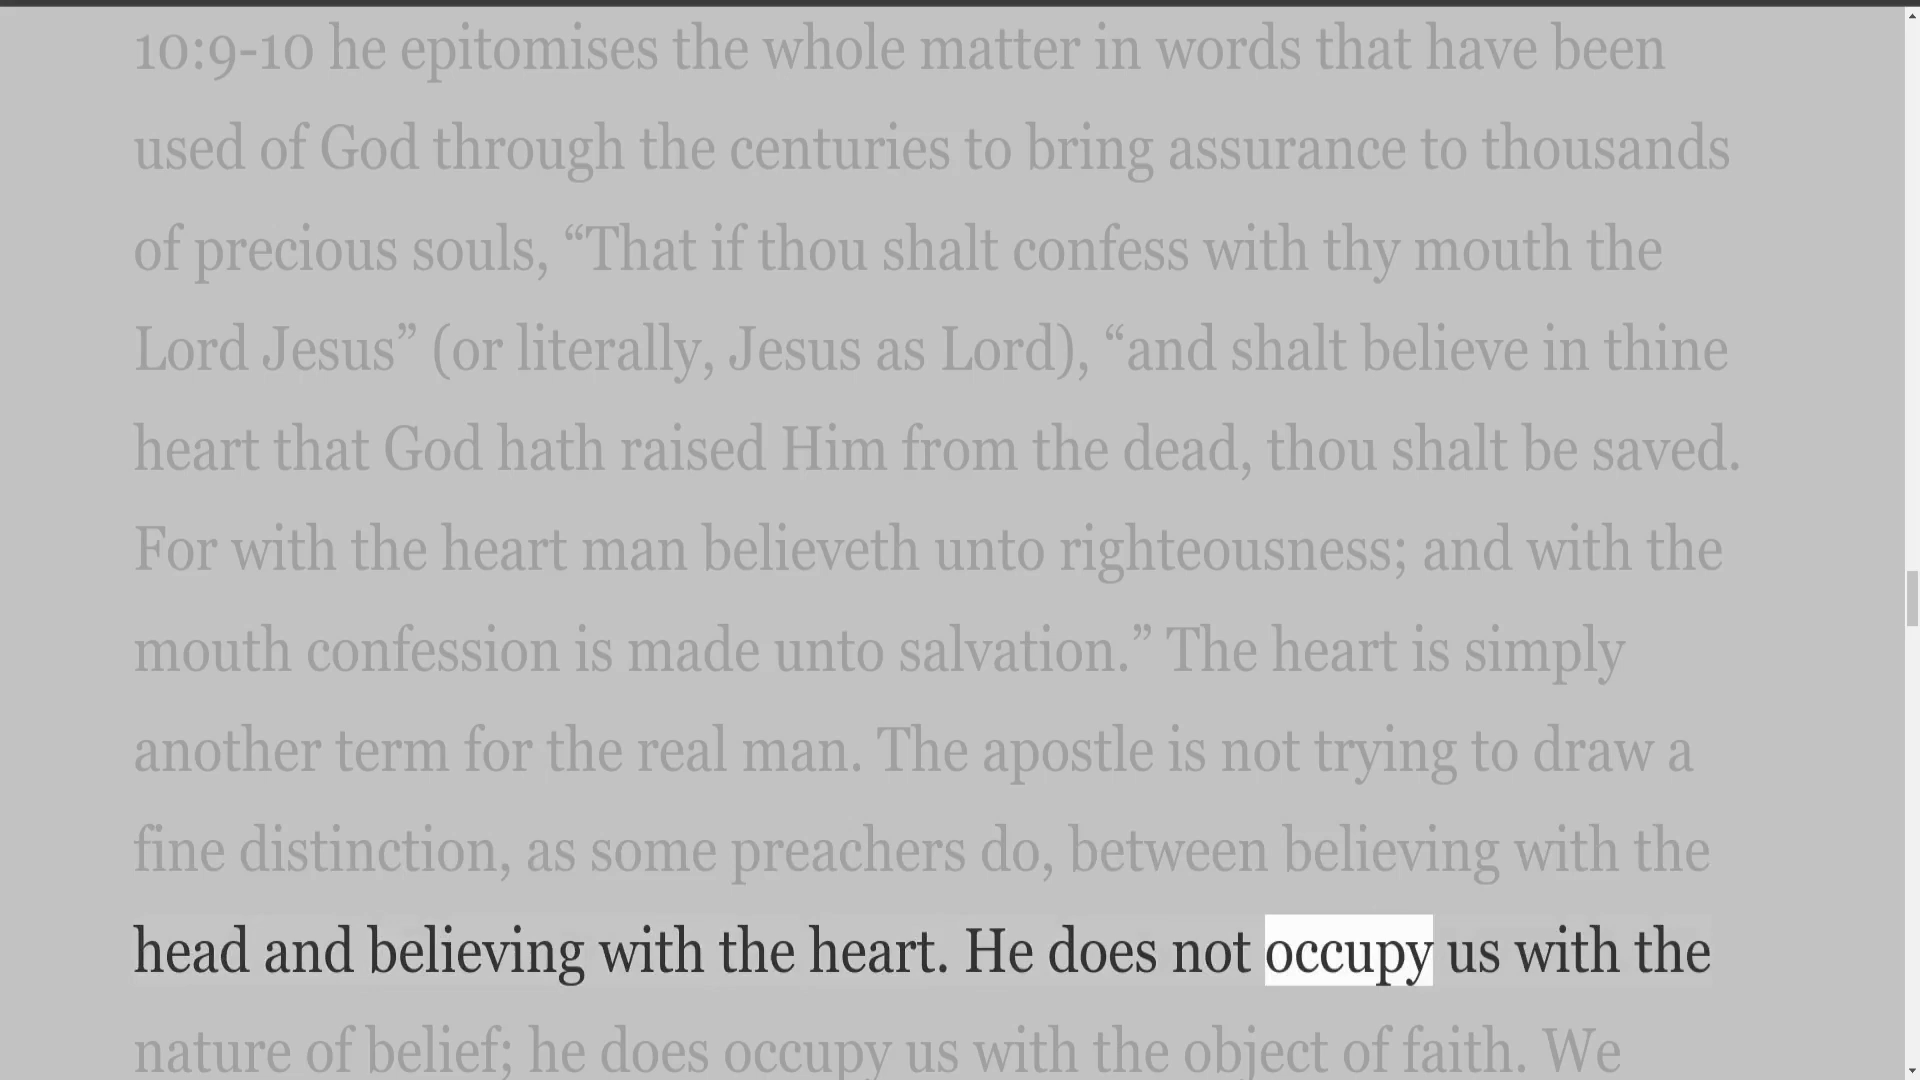 10:9-10 he epitomises the whole matter in words that have been
used of God through the centuries to bring assurance to thousands
of precious souls, “That if thou shalt confess with thy mouth the
Lord Jesus” (or literally, Jesus as Lord), “and shalt believe in thine
heart that God hath raised Him from the dead, thou shalt be saved.
For with the heart man believeth unto righteousness; and with the
mouth confession is made unto salvation.” The heart is simply
another term for the real man. The apostle is not trying to draw a
fine distinction, as some preachers do, between believing with the
head and believing with the heart. He does not occupy us with the
nature of belief; he does occupy us with the object of faith. We